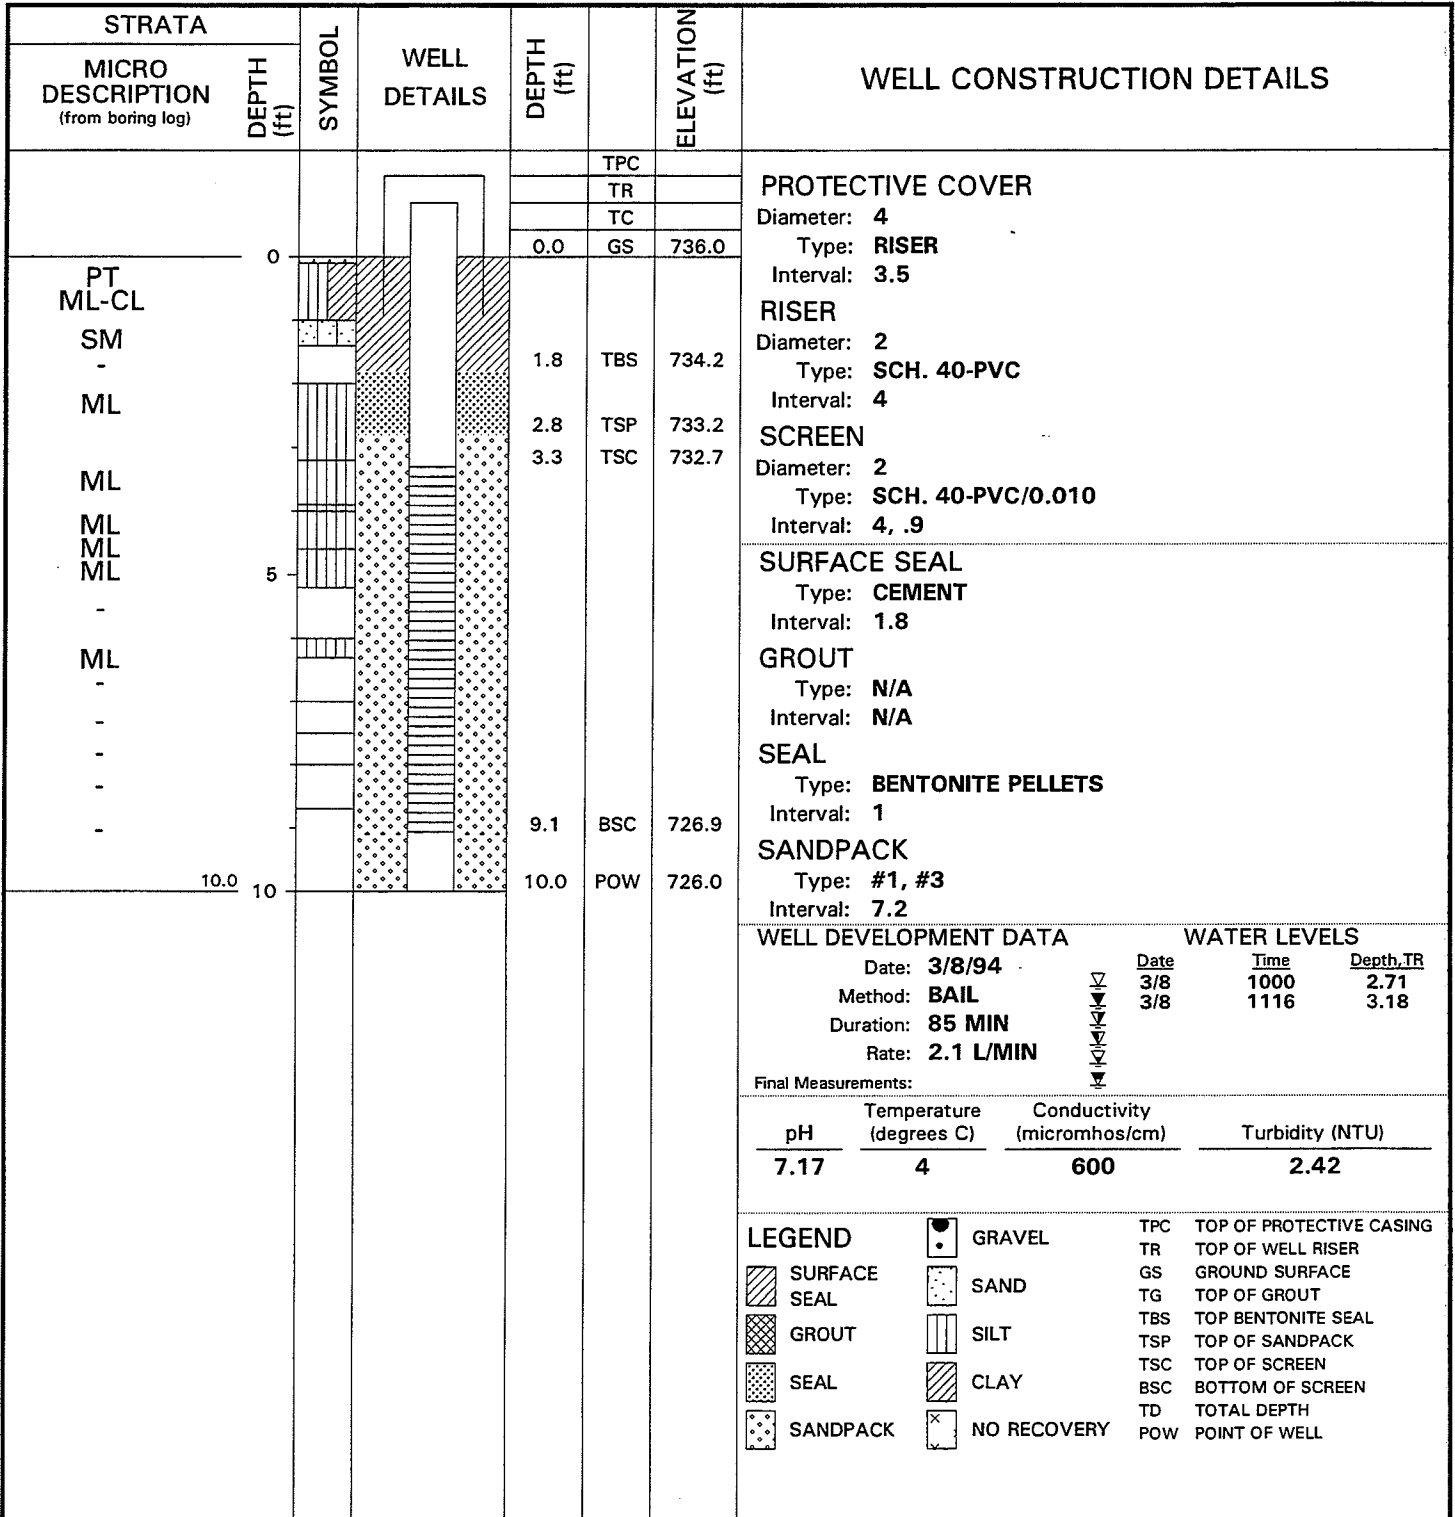 STRATA
MICRO
DESCRIPTION
(from boring log)
DEPTH
(ft)
SYMBOL
WELL
DETAILS
DEPTH
(ft)
ELEVATION
(ft)
WELL CONSTRUCTION DETAILS
TPC
TR
TC
0.0 GS 736.0
0
PT
ML-CL
SM
-
1.8 TBS 734.2
ML
2.8 TSP 733.2
3.3 TSC 732.7
ML
ML
ML
ML
5
-
ML
-
-
-
-
-
9.1 BSC 726.9
10.0 10
10.0 POW 726.0
PROTECTIVE COVER
Diameter: 4
Type: RISER
Interval: 3.5
RISER
Diameter: 2
Type: SCH. 40-PVC
Interval: 4
SCREEN
Diameter: 2
Type: SCH. 40-PVC/0.010
Interval: 4, .9
SURFACE SEAL
Type: CEMENT
Interval: 1.8
GROUT
Type: N/A
Interval: N/A
SEAL
Type: BENTONITE PELLETS
Interval: 1
SANDPACK
Type: #1, #3
Interval: 7.2
WELL DEVELOPMENT DATA
Date: 3/8/94
Method: BAIL
Duration: 85 MIN
Rate: 2.1 L/MIN
Final Measurements:
WATER LEVELS
Date Time Depth,TR
3/8 1000 2.71
3/8 1116 3.18
pH Temperature (degrees C) Conductivity (micromhos/cm) Turbidity (NTU)
7.17 4 600 2.42
LEGEND
SURFACE
SEAL
GROUT
SEAL
SANDPACK
GRAVEL
SAND
SILT
CLAY
NO RECOVERY
TPC TOP OF PROTECTIVE CASING
TR TOP OF WELL RISER
GS GROUND SURFACE
TG TOP OF GROUT
TBS TOP BENTONITE SEAL
TSP TOP OF SANDPACK
TSC TOP OF SCREEN
BSC BOTTOM OF SCREEN
TD TOTAL DEPTH
POW POINT OF WELL